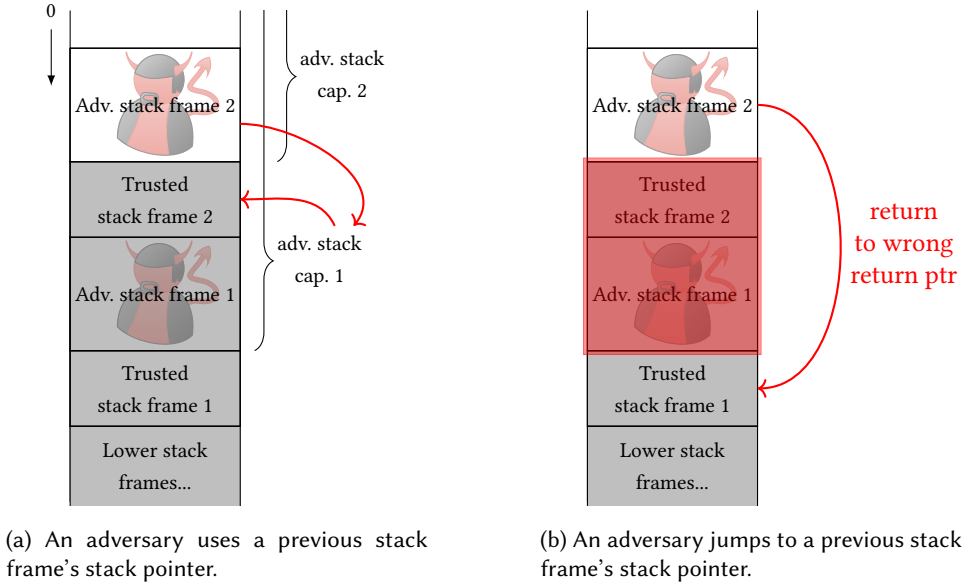 0
adv. stack
cap. 2
Adv. stack frame 2
Trusted
stack frame 2
adv. stack
cap. 1
Adv. stack frame 1
Trusted
stack frame 1
Lower stack
frames...
(a) An adversary uses a previous stack
frame's stack pointer.
Adv. stack frame 2
Trusted
stack frame 2
return
to wrong
return ptr
Adv. stack frame 1
Trusted
stack frame 1
Lower stack
frames...
(b) An adversary jumps to a previous stack
frame's stack pointer.